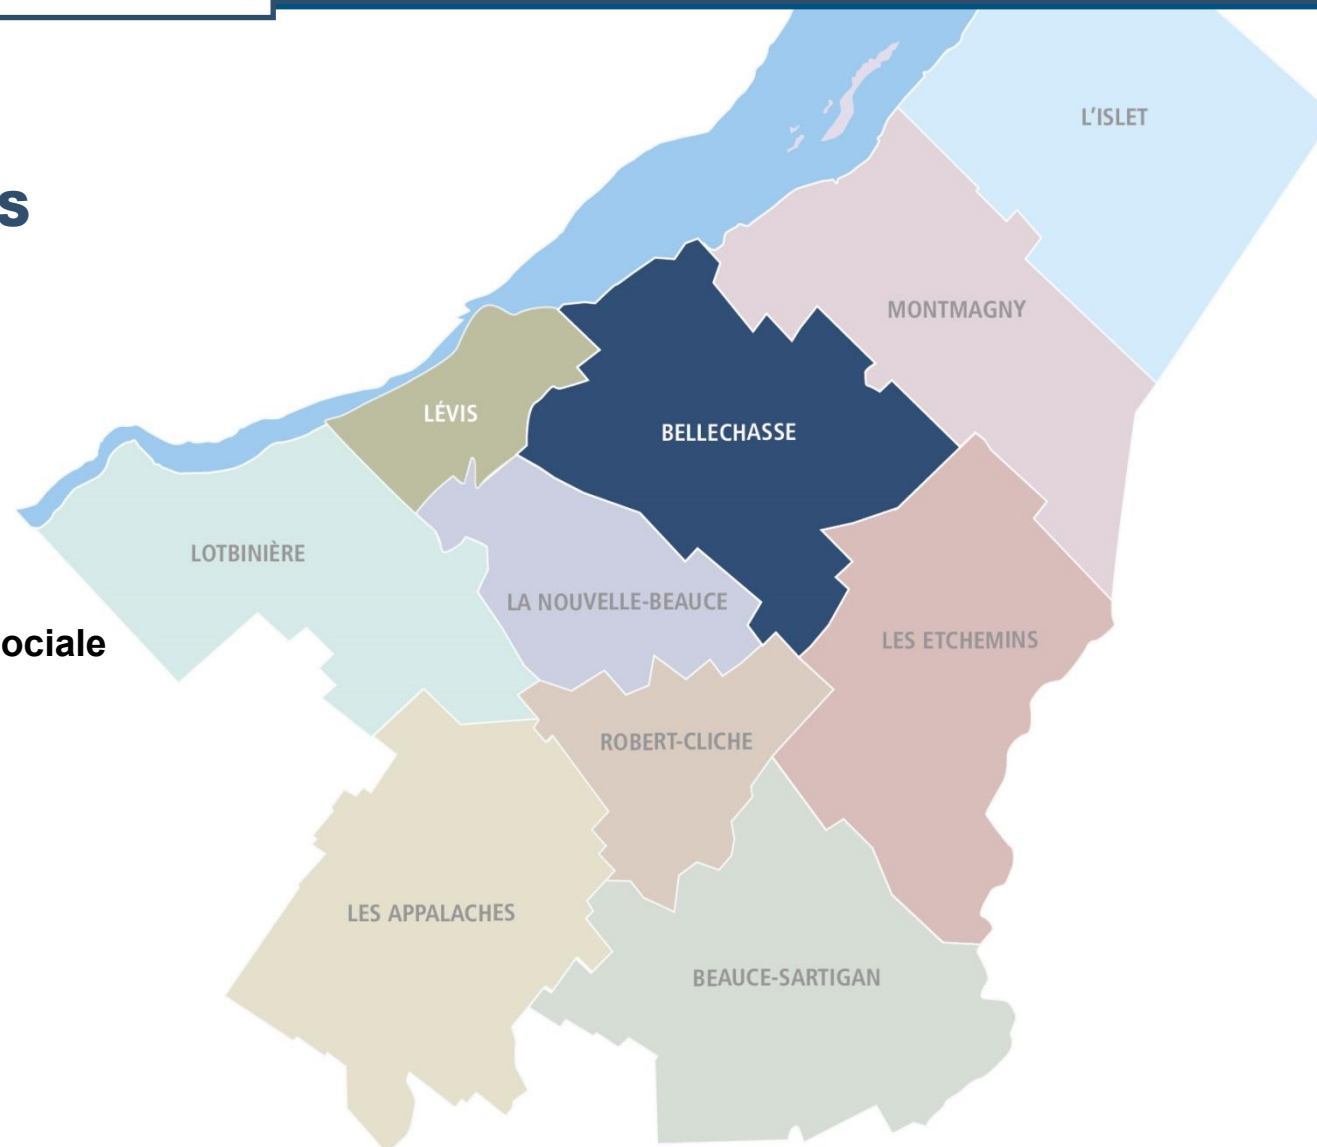 L'ISLET
s
MONTMAGNY
LÉVIS
BELLECHASSE
LOTBINIÈRE
LA NOUVELLE-BEAUCE
ociale
LES ETCHEMINS
ROBERT-CLICHE
LES APPALACHES
BEAUCE-SARTIGAN